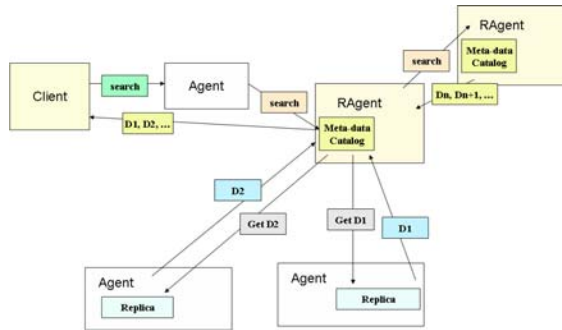 RAgent
Meta-data
Catalog
search
Client
search
Agent
search
RAgent
Dn, Dn+1, ...
D1, D2, ...
Meta-data
Catalog
D2
Get D2
Get D1
D1
Agent
Replica
Agent
Replica